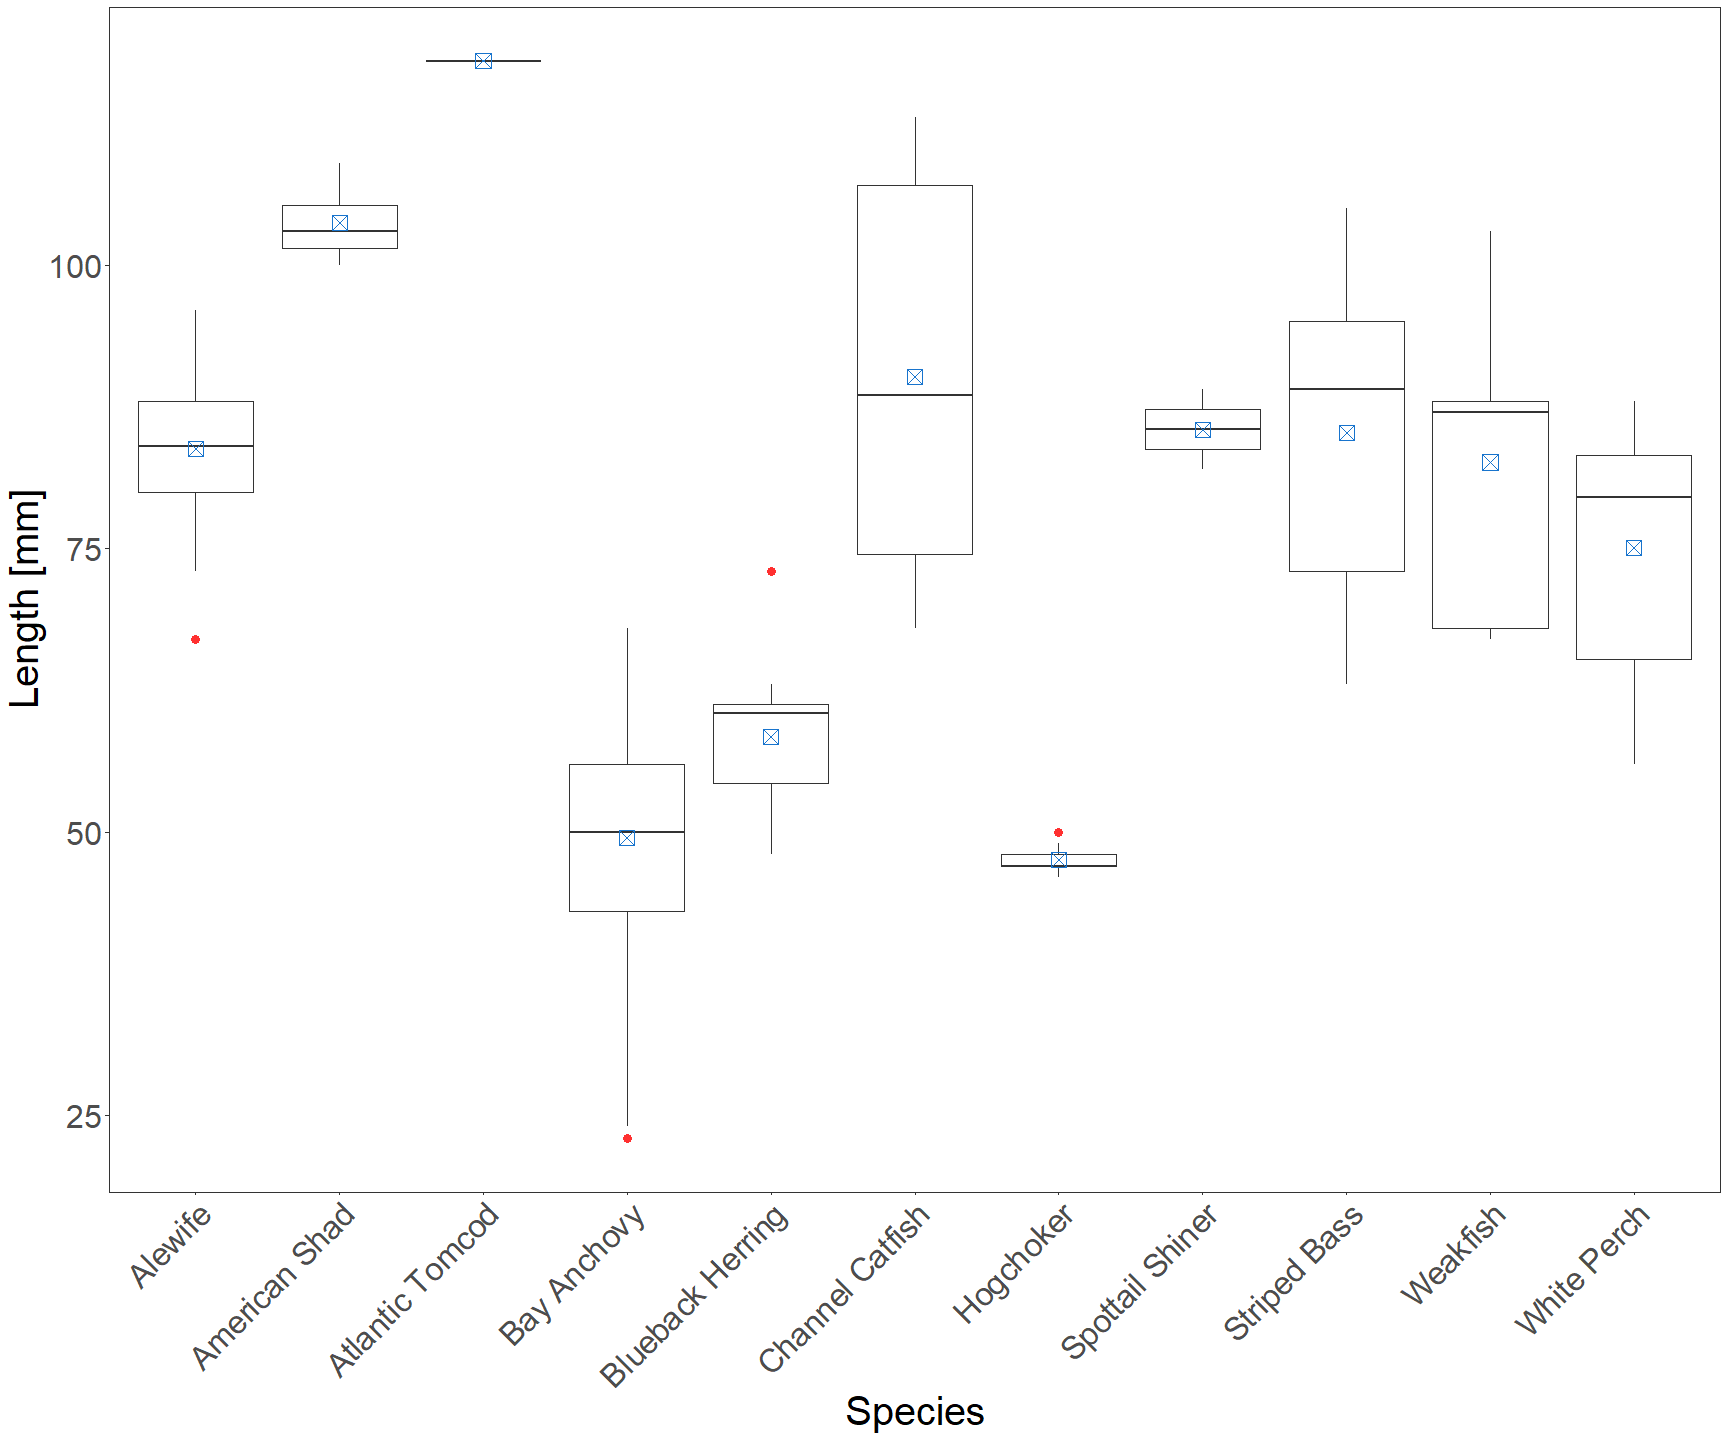 Length [mm]
100
75
50
25
Alewife
American Shad
Atlantic Tomcod
Bay Anchovy
Blueback Herring
Channel Catfish
Hogchoker
Spottail Shiner
Striped Bass
Weakfish
White Perch
Species